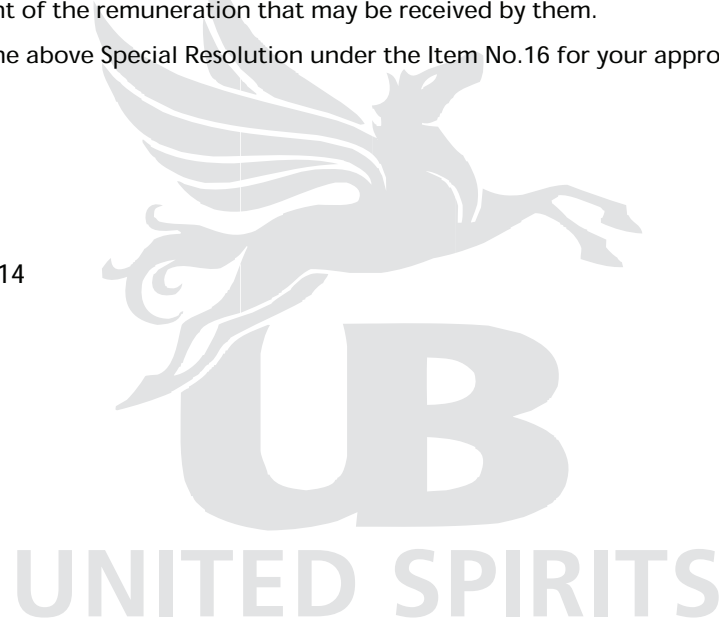 nt of the remuneration that may be received by them.
ne above Special Resolution under the Item No.16 for your appro
14
UB
UNITED SPIRITS